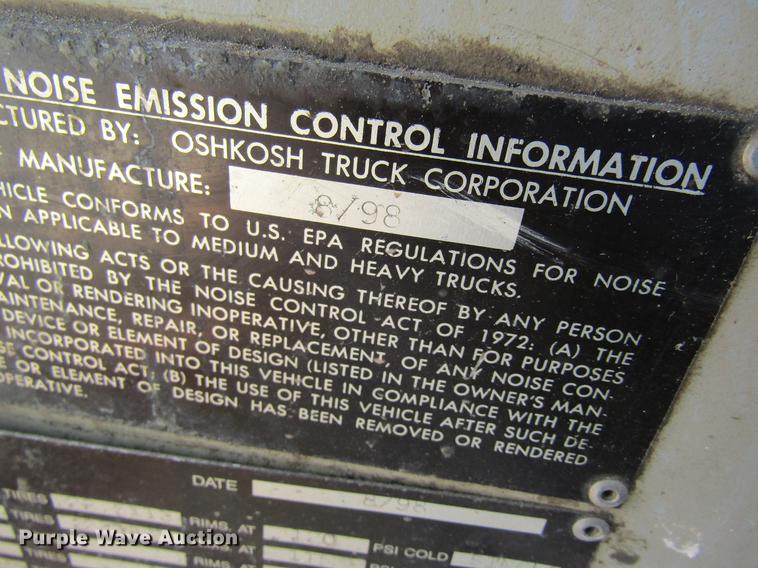 NOISE EMISSION CONTROL INFORMATION
CTURED BY: OSHKOSH TRUCK CORPORATION
MANUFACTURE: 8/98
HICLE CONFORMS TO U.S. EPA REGULATIONS FOR NOISE
N APPLICABLE TO MEDIUM AND HEAVY TRUCKS.
LLOWING ACTS OR THE CAUSING THEREOF BY ANY PERSON
ROHIBITED BY THE NOISE CONTROL ACT OF 1972: (A) THE
VAL OR RENDERING INOPERATIVE, OTHER THAN FOR PURPOSES
AINTENANCE, REPAIR, OR REPLACEMENT, OF ANY NOISE CON-
DEVICE OR ELEMENT OF DESIGN (LISTED IN THE OWNER'S MAN-
INCORPORATED INTO THIS VEHICLE IN COMPLIANCE WITH THE
SE CONTROL ACT; (B) THE USE OF THIS VEHICLE AFTER SUCH DE-
E OR ELEMENT OF DESIGN HAS BEEN REMOVED OR RENDERED
OPERATIVE.
DATE 8/98
TIRES RIMS. AT PSI COLD
TIRES RIMS. AT
TIRES RIMS
Purple Wave Auction